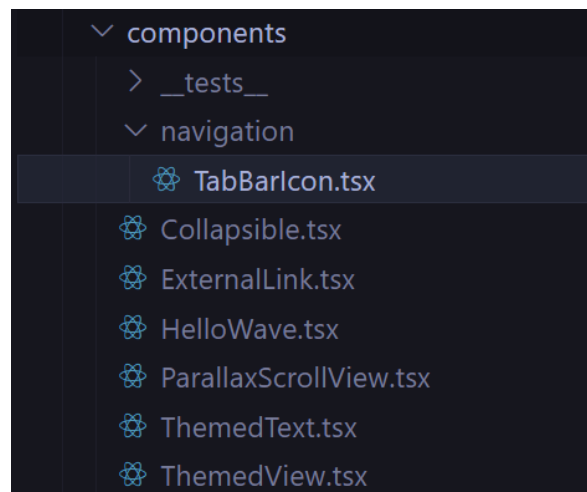 components
__tests__
navigation
TabBarIcon.tsx
Collapsible.tsx
ExternalLink.tsx
HelloWave.tsx
ParallaxScrollView.tsx
ThemedText.tsx
ThemedView.tsx